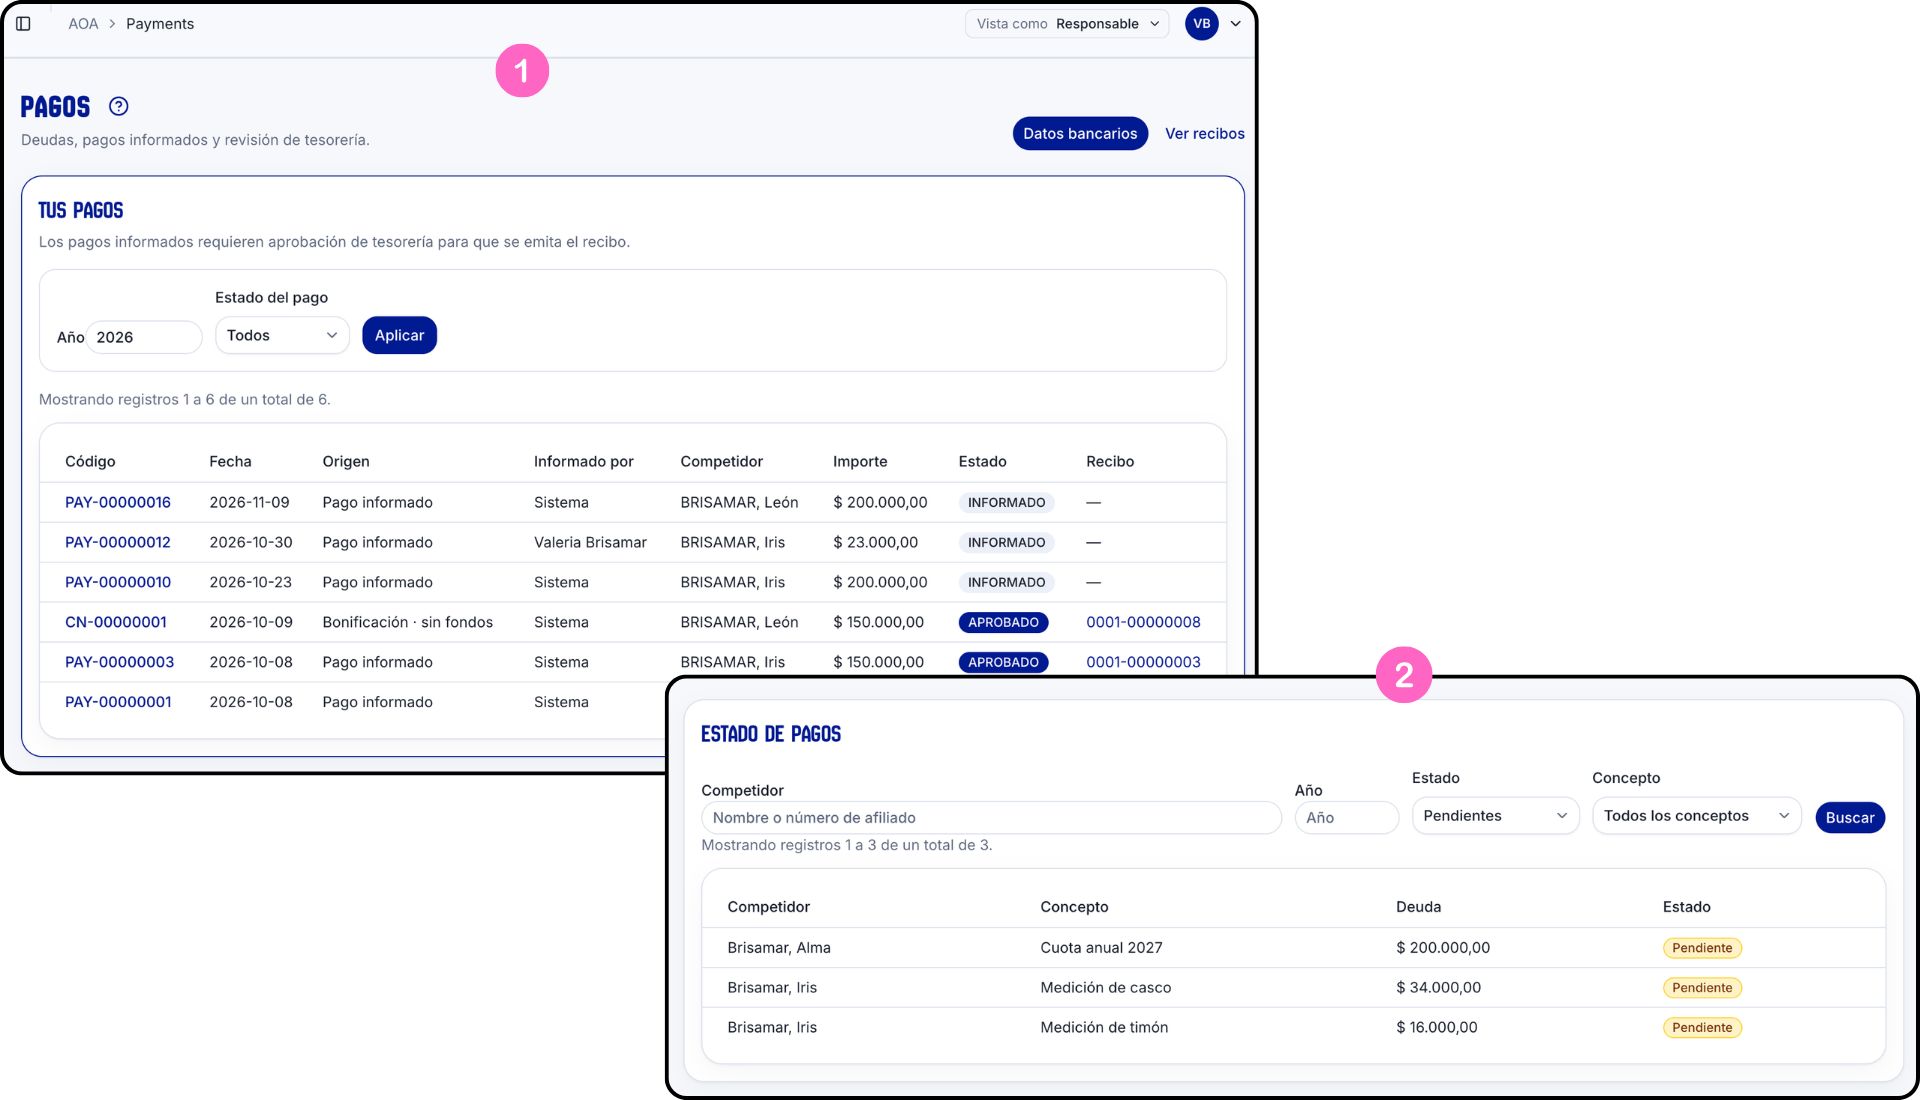 AOA > Payments
Vista como Responsable
VB
1
PAGOS ?
Deudas, pagos informados y revisión de tesorería.
Datos bancarios Ver recibos
TUS PAGOS
Los pagos informados requieren aprobación de tesorería para que se emita el recibo.
Estado del pago
Año 2026 Todos Aplicar
Mostrando registros 1 a 6 de un total de 6.
Código Fecha Origen Informado por Competidor Importe Estado Recibo
PAY-00000016 2026-11-09 Pago informado Sistema BRISAMAR, León $ 200.000,00 INFORMADO —
PAY-00000012 2026-10-30 Pago informado Valeria Brisamar BRISAMAR, Iris $ 23.000,00 INFORMADO —
PAY-00000010 2026-10-23 Pago informado Sistema BRISAMAR, Iris $ 200.000,00 INFORMADO —
CN-00000001 2026-10-09 Bonificación · sin fondos Sistema BRISAMAR, León $ 150.000,00 APROBADO 0001-00000008
PAY-00000003 2026-10-08 Pago informado Sistema BRISAMAR, Iris $ 150.000,00 APROBADO 0001-00000003
PAY-00000001 2026-10-08 Pago informado Sistema
2
ESTADO DE PAGOS
Competidor Año Estado Concepto
Nombre o número de afiliado Año Pendientes Todos los conceptos Buscar
Mostrando registros 1 a 3 de un total de 3.
Competidor Concepto Deuda Estado
Brisamar, Alma Cuota anual 2027 $ 200.000,00 Pendiente
Brisamar, Iris Medición de casco $ 34.000,00 Pendiente
Brisamar, Iris Medición de timón $ 16.000,00 Pendiente